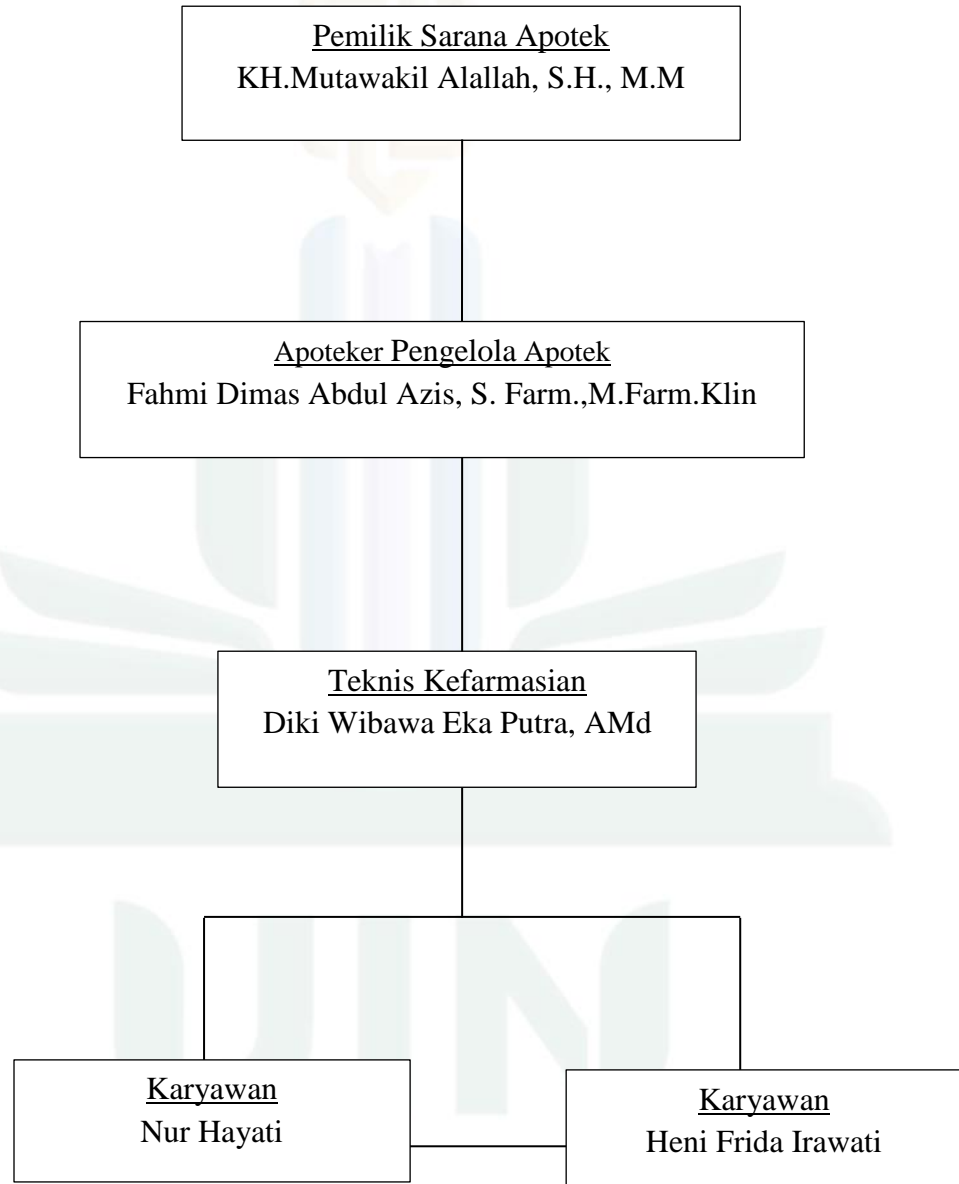 Pemilik Sarana Apotek
KH.Mutawakil Alallah, S.H., M.M
Apoteker Pengelola Apotek
Fahmi Dimas Abdul Azis, S. Farm.,M.Farm.Klin
Teknis Kefarmasian
Diki Wibawa Eka Putra, AMd
UIN
Karyawan
Nur Hayati
Karyawan
Heni Frida Irawati